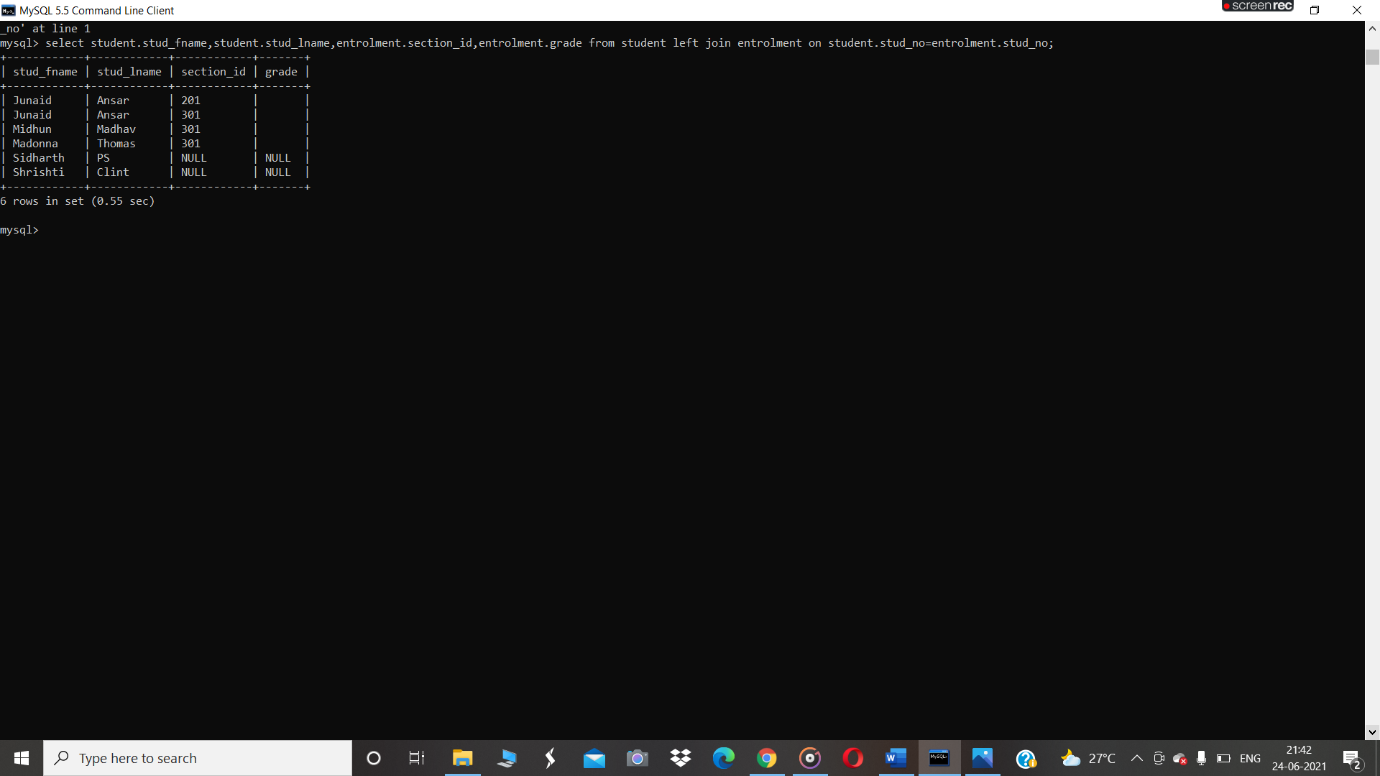 MySQL 5.5 Command Line Client
screenrec
_no' at line 1
mysql> select student.stud_fname,student.stud_lname,entrolment.section_id,entrolment.grade from student left join entrolment on student.stud_no=entrolment.stud_no;
+------------+------------+------------+-------+
| stud_fname | stud_lname | section_id | grade |
+------------+------------+------------+-------+
| Junaid     | Ansar      | 201        |       |
| Junaid     | Ansar      | 301        |       |
| Midhun     | Madhav     | 301        |       |
| Madonna    | Thomas     | 301        |       |
| Sidharth   | PS         | NULL       | NULL  |
| Shrishti   | Clint      | NULL       | NULL  |
+------------+------------+------------+-------+
6 rows in set (0.55 sec)
mysql>
Type here to search
27°C
ENG
21:42
24-06-2021
2